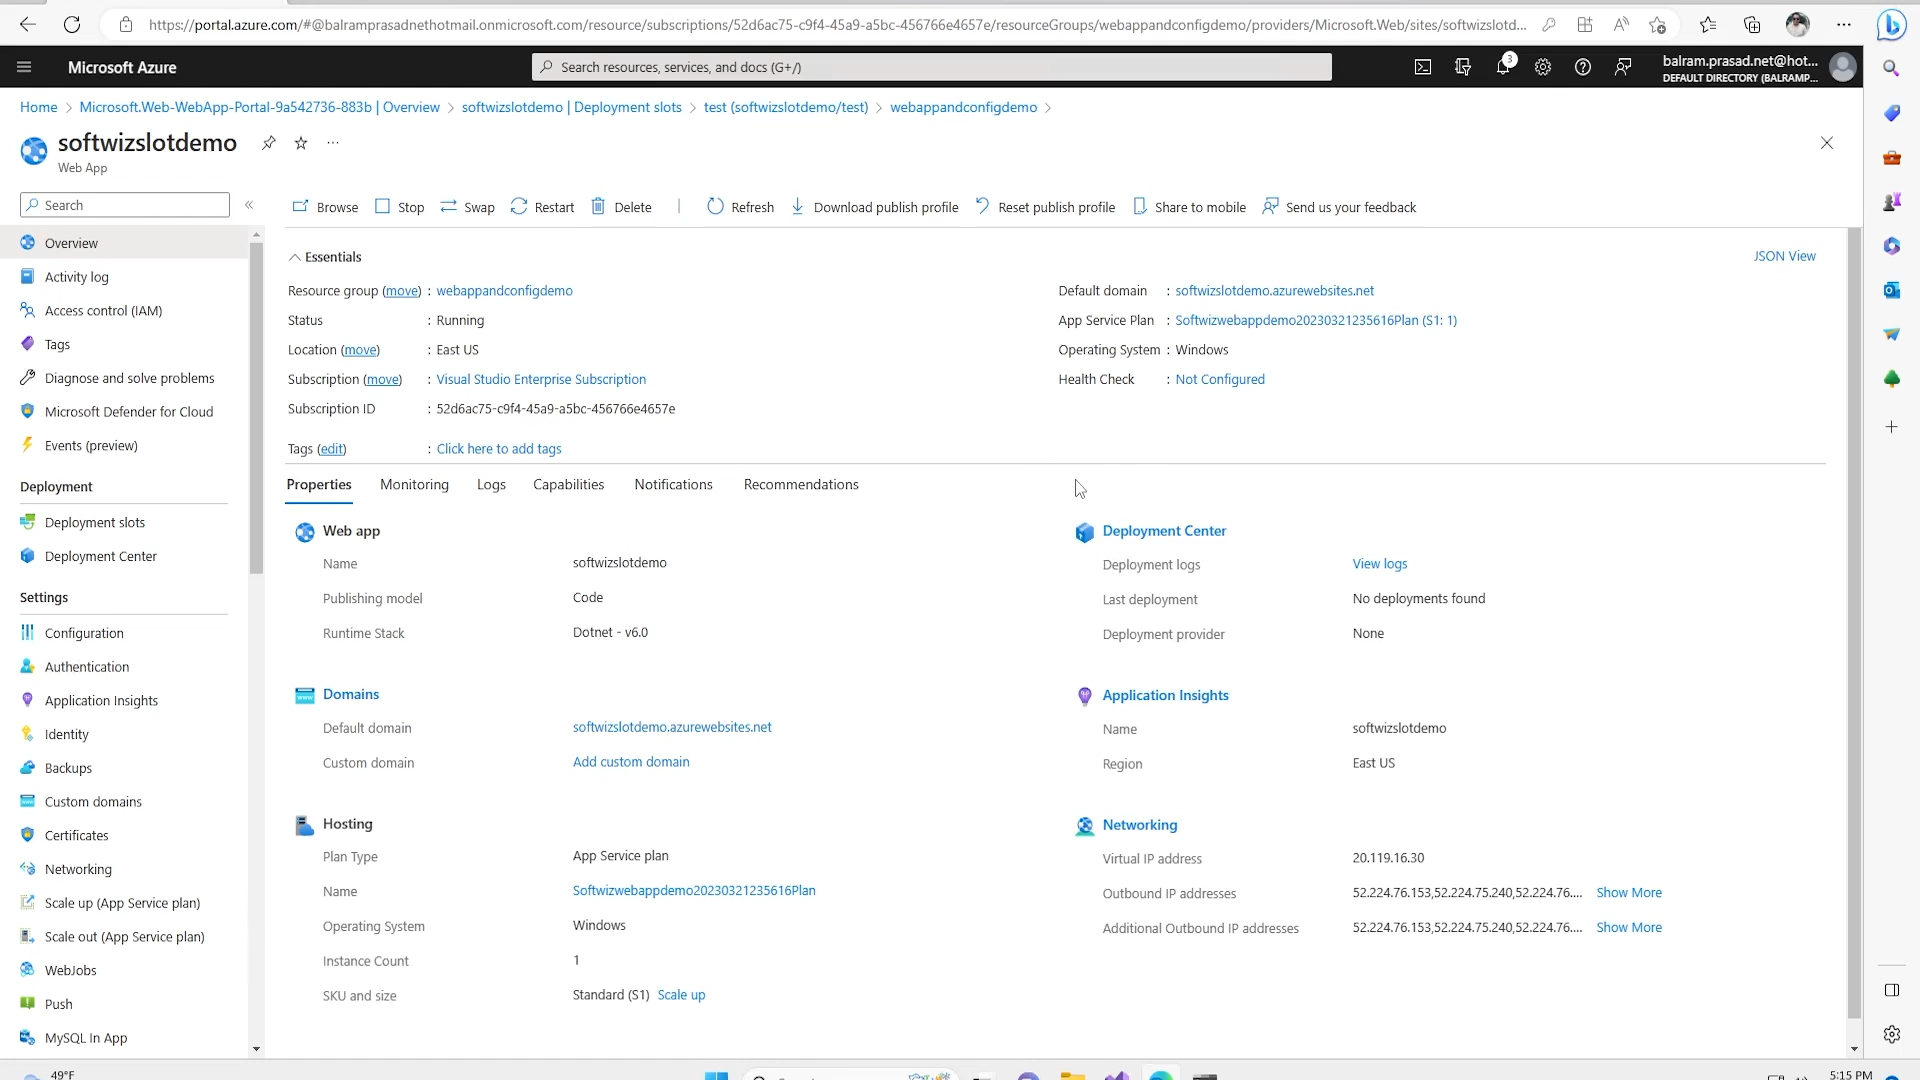 https://portal.azure.com/#@balramprasadnethotmail.onmicrosoft.com/resource/subscriptions/52d6ac75-c9f4-45a9-a5bc-456766e4657e/resourceGroups/webappandconfigdemo/providers/Microsoft.Web/sites/softwizslotd...
Microsoft Azure
Search resources, services, and docs (G+/)
3
balram.prasad.net@hot...
DEFAULT DIRECTORY (BALRAMP...
Home > Microsoft.Web-WebApp-Portal-9a542736-883b | Overview > softwizslotdemo | Deployment slots > test (softwizslotdemo/test) > webappandconfigdemo >
softwizslotdemo
Web App
Search
Browse Stop Swap Restart Delete | Refresh Download publish profile Reset publish profile Share to mobile Send us your feedback
Overview
Activity log
Access control (IAM)
Tags
Diagnose and solve problems
Microsoft Defender for Cloud
Events (preview)
Deployment
Deployment slots
Deployment Center
Settings
Configuration
Authentication
Application Insights
Identity
Backups
Custom domains
Certificates
Networking
Scale up (App Service plan)
Scale out (App Service plan)
WebJobs
Push
MySQL In App
Essentials
JSON View
Resource group (move) : webappandconfigdemo
Status : Running
Location (move) : East US
Subscription (move) : Visual Studio Enterprise Subscription
Subscription ID : 52d6ac75-c9f4-45a9-a5bc-456766e4657e
Tags (edit) : Click here to add tags
Default domain : softwizslotdemo.azurewebsites.net
App Service Plan : Softwizwebappdemo20230321235616Plan (S1: 1)
Operating System : Windows
Health Check : Not Configured
Properties Monitoring Logs Capabilities Notifications Recommendations
Web app
Name softwizslotdemo
Publishing model Code
Runtime Stack Dotnet - v6.0
Domains
Default domain softwizslotdemo.azurewebsites.net
Custom domain Add custom domain
Hosting
Plan Type App Service plan
Name Softwizwebappdemo20230321235616Plan
Operating System Windows
Instance Count 1
SKU and size Standard (S1) Scale up
Deployment Center
Deployment logs View logs
Last deployment No deployments found
Deployment provider None
Application Insights
Name softwizslotdemo
Region East US
Networking
Virtual IP address 20.119.16.30
Outbound IP addresses 52.224.76.153,52.224.75.240,52.224.76.... Show More
Additional Outbound IP addresses 52.224.76.153,52.224.75.240,52.224.76.... Show More
49°F
5:15 PM